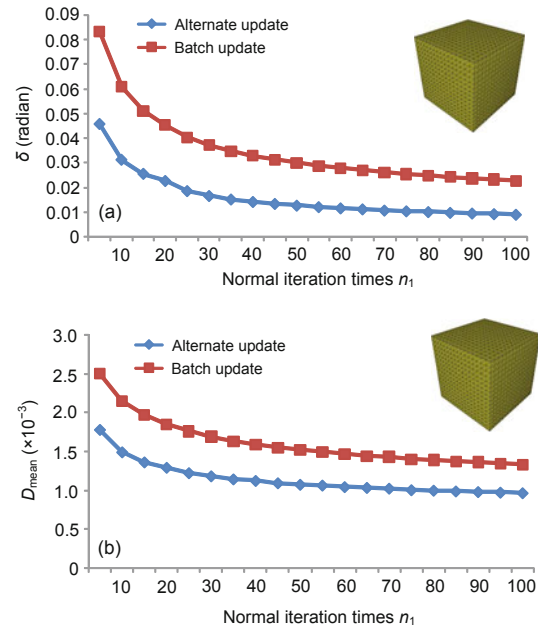 0.09
0.08
0.07
0.06
0.05
0.04
0.03
0.02
0.01
0
δ (radian)
Alternate update
Batch update
(a)
10 20 30 40 50 60 70 80 90 100
Normal iteration times n₁
3.0
2.5
2.0
1.5
1.0
0.5
0
D_mean (×10⁻³)
Alternate update
Batch update
(b)
10 20 30 40 50 60 70 80 90 100
Normal iteration times n₁